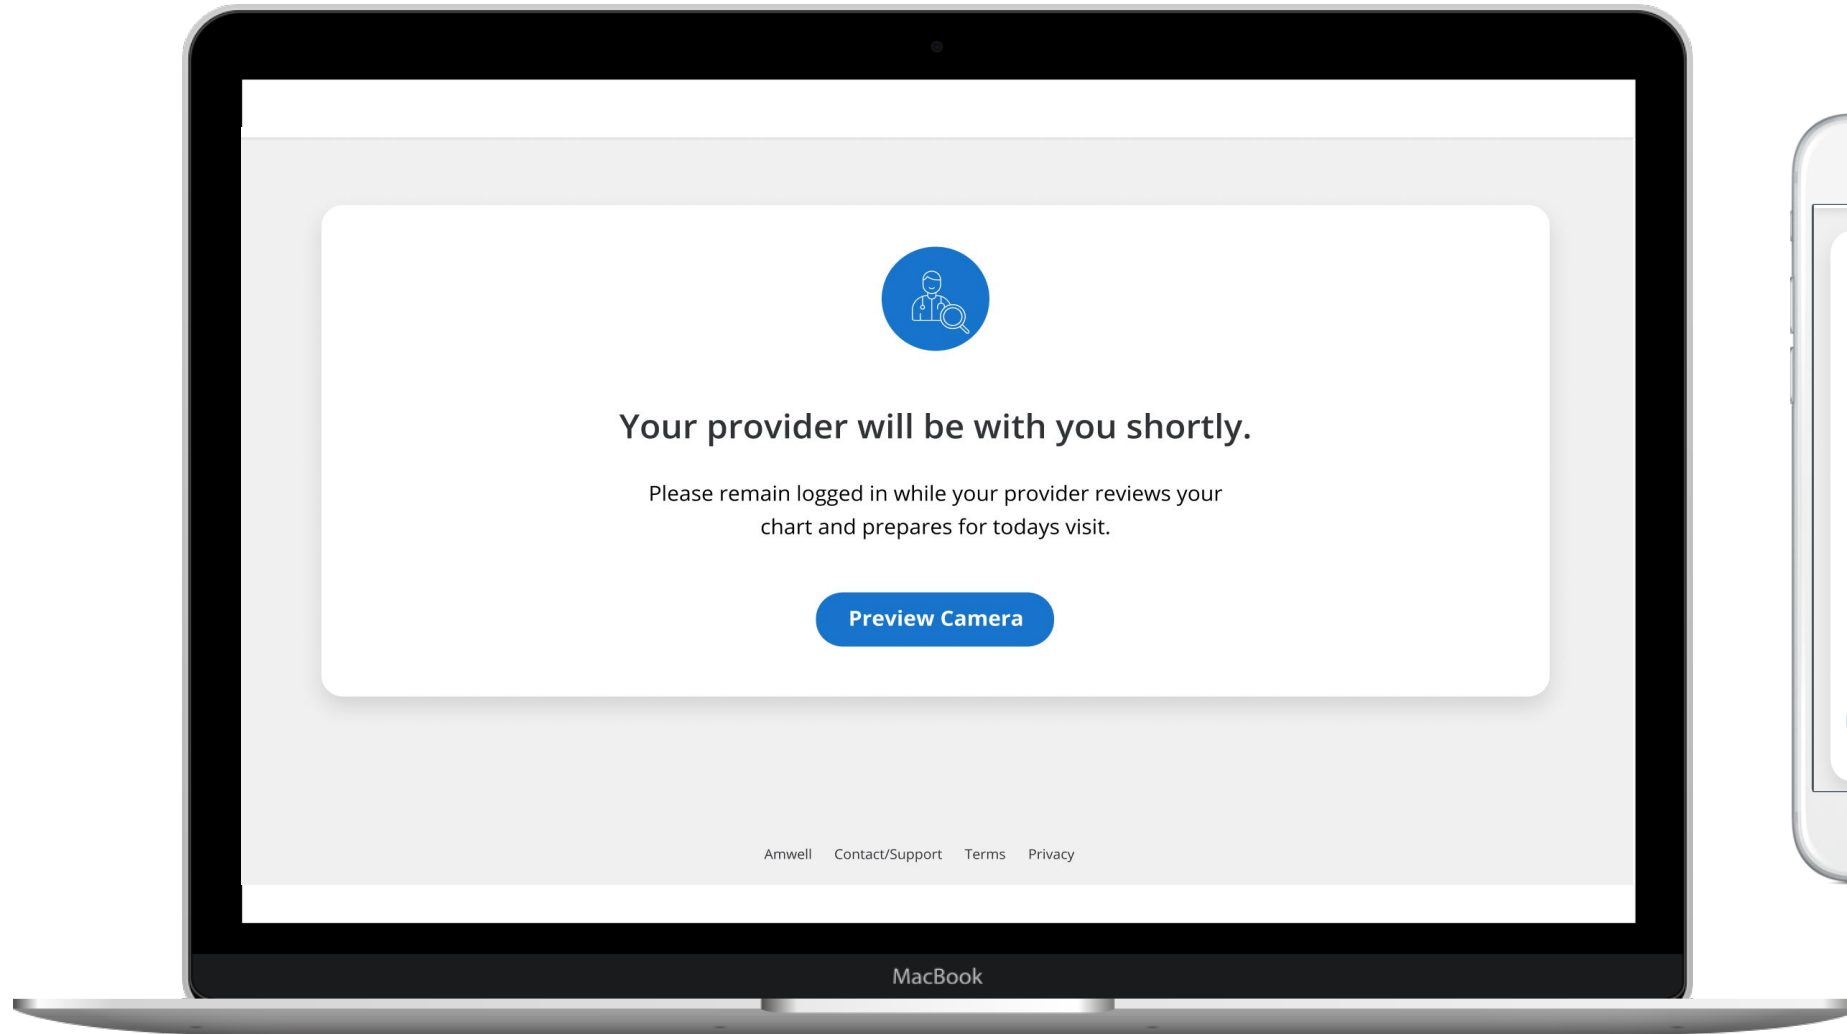 Your provider will be with you shortly.
Please remain logged in while your provider reviews your
chart and prepares for todays visit.
Preview Camera
Amwell Contact/Support Terms Privacy
MacBook